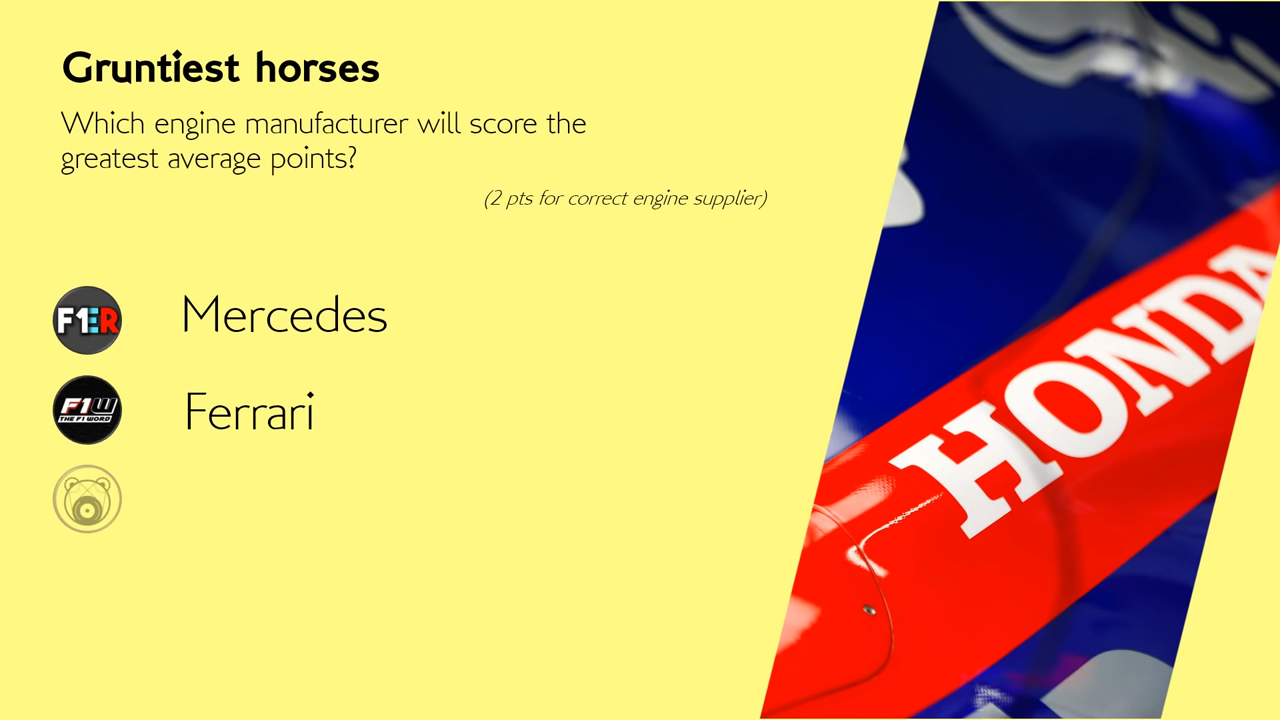 Gruntiest horses
Which engine manufacturer will score the
greatest average points?
(2 pts for correct engine supplier)
F1ER
Mercedes
F1W
THE F1 WORD
Ferrari
HONDA